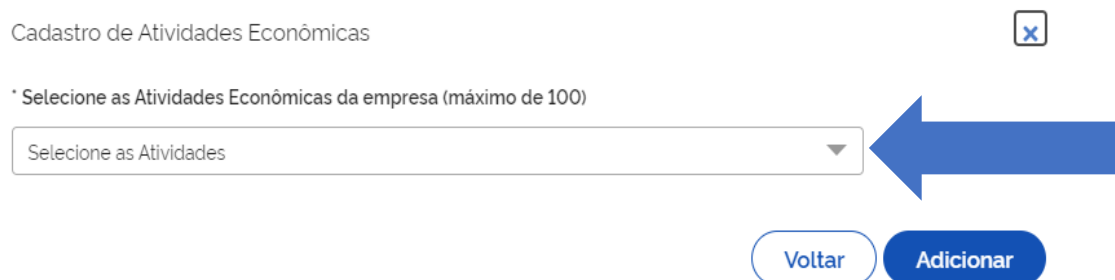 Cadastro de Atividades Econômicas
x
* Selecione as Atividades Econômicas da empresa (máximo de 100)
Selecione as Atividades
Voltar
Adicionar